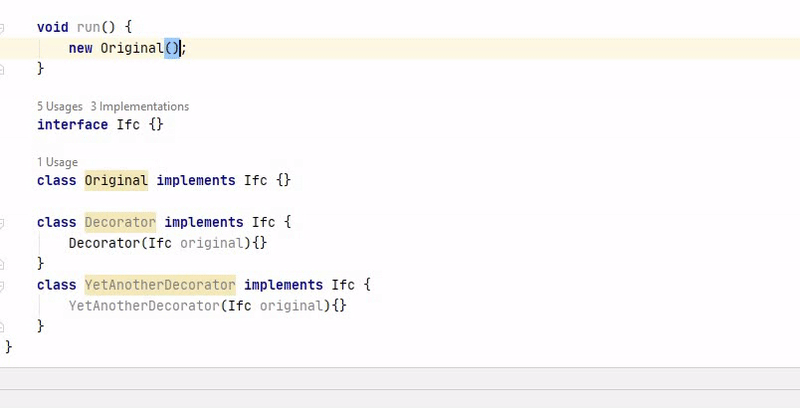 void run() {
new Original();
}
5 Usages 3 Implementations
interface Ifc {}
1 Usage
class Original implements Ifc {}
class Decorator implements Ifc {
Decorator(Ifc original){}
}
class YetAnotherDecorator implements Ifc {
YetAnotherDecorator(Ifc original){}
}
}